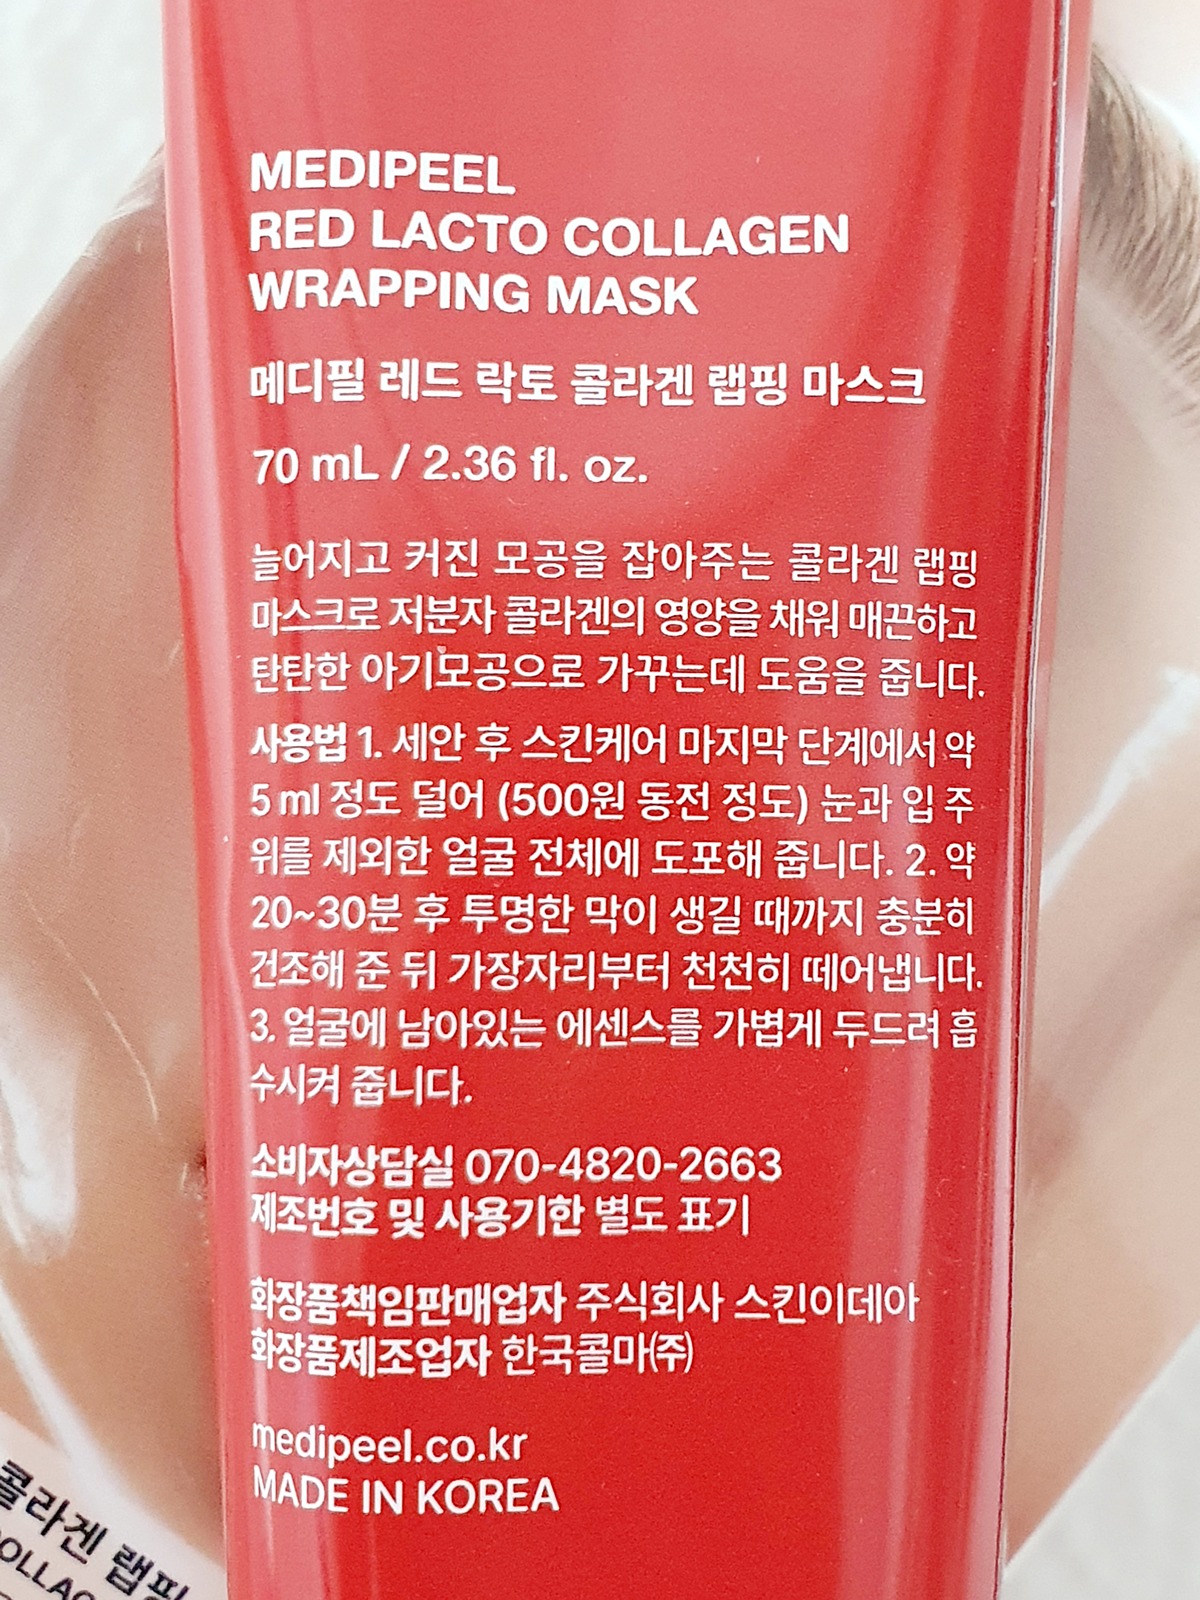 MEDIPEEL
RED LACTO COLLAGEN
WRAPPING MASK
메디필 레드 락토 콜라겐 랩핑 마스크
70 mL / 2.36 fl. oz.
늘어지고 커진 모공을 잡아주는 콜라겐 랩핑
마스크로 저분자 콜라겐의 영양을 채워 매끈하고
탄탄한 아기모공으로 가꾸는데 도움을 줍니다.
사용법 1. 세안 후 스킨케어 마지막 단계에서 약
5 ml 정도 덜어 (500원 동전 정도) 눈과 입 주
위를 제외한 얼굴 전체에 도포해 줍니다. 2. 약
20~30분 후 투명한 막이 생길 때까지 충분히
건조해 준 뒤 가장자리부터 천천히 떼어냅니다.
3. 얼굴에 남아있는 에센스를 가볍게 두드려 흡
수시켜 줍니다.
소비자상담실 070-4820-2663
제조번호 및 사용기한 별도 표기
화장품책임판매업자 주식회사 스킨이데아
화장품제조업자 한국콜마㈜
medipeel.co.kr
MADE IN KOREA
콜라겐 랩핑